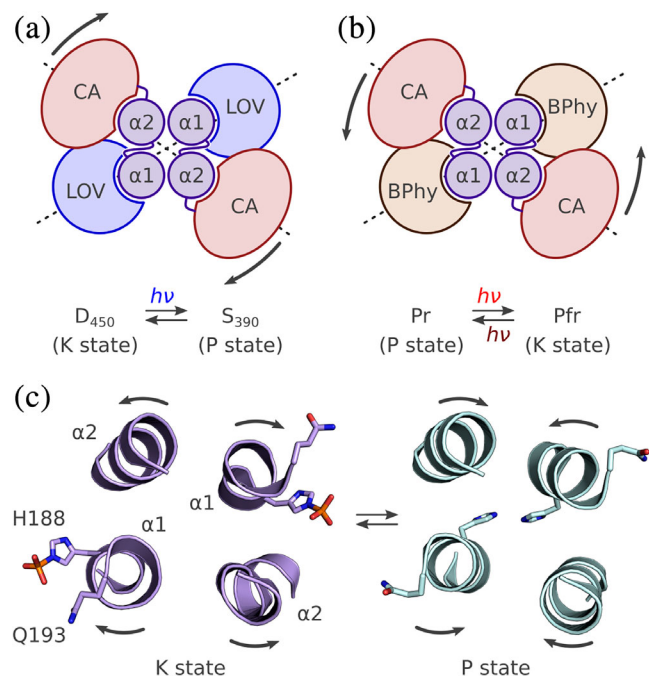 (a)
(b)
CA
LOV
α2
α1
LOV
α1
α2
CA
CA
BPhy
α2
α1
BPhy
α1
α2
CA
hν
D₄₅₀
S₃₉₀
(K state)
(P state)
hν
Pr
Pfr
(P state)
hν
(K state)
(c)
α2
α1
H188
α1
α2
Q193
K state
P state